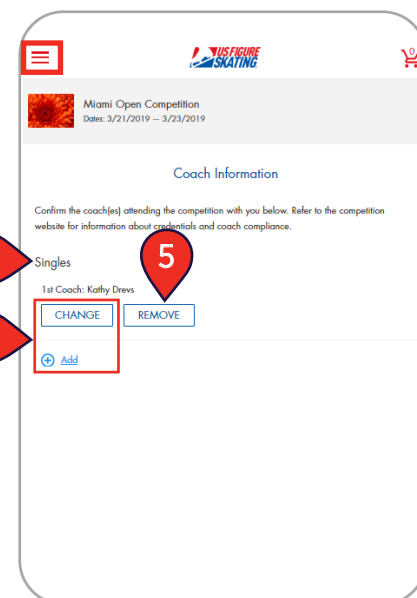 US FIGURE
SKATING
0
Miami Open Competition
Dates: 3/21/2019 – 3/23/2019
Coach Information
Confirm the coach(es) attending the competition with you below. Refer to the competition
website for information about credentials and coach compliance.
5
Singles
1st Coach: Kathy Drevs
CHANGE
REMOVE
Add